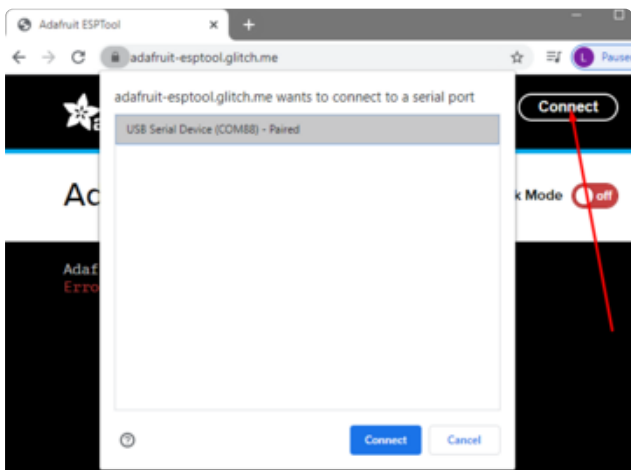 Adafruit ESPTool
adafruit-esptool.glitch.me
Pause
adafruit-esptool.glitch.me wants to connect to a serial port
Connect
USB Serial Device (COM88) - Paired
k Mode
off
Adaf
Erro
Connect
Cancel